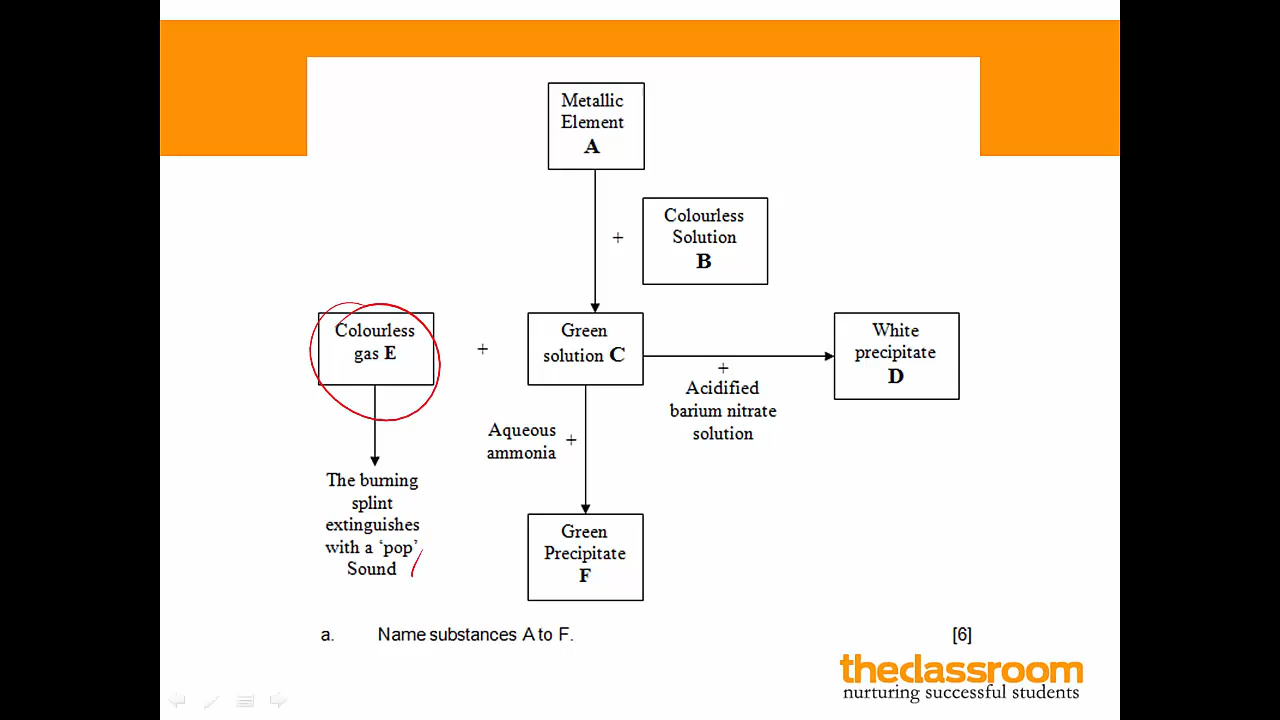 Metallic
Element
A
+
Colourless
Solution
B
Colourless
gas E
+
Green
solution C
+
Acidified
barium nitrate
solution
White
precipitate
D
Aqueous
ammonia
+
The burning
splint
extinguishes
with a ‘pop’
Sound
Green
Precipitate
F
a. Name substances A to F. [6]
theclassroom
nurturing successful students